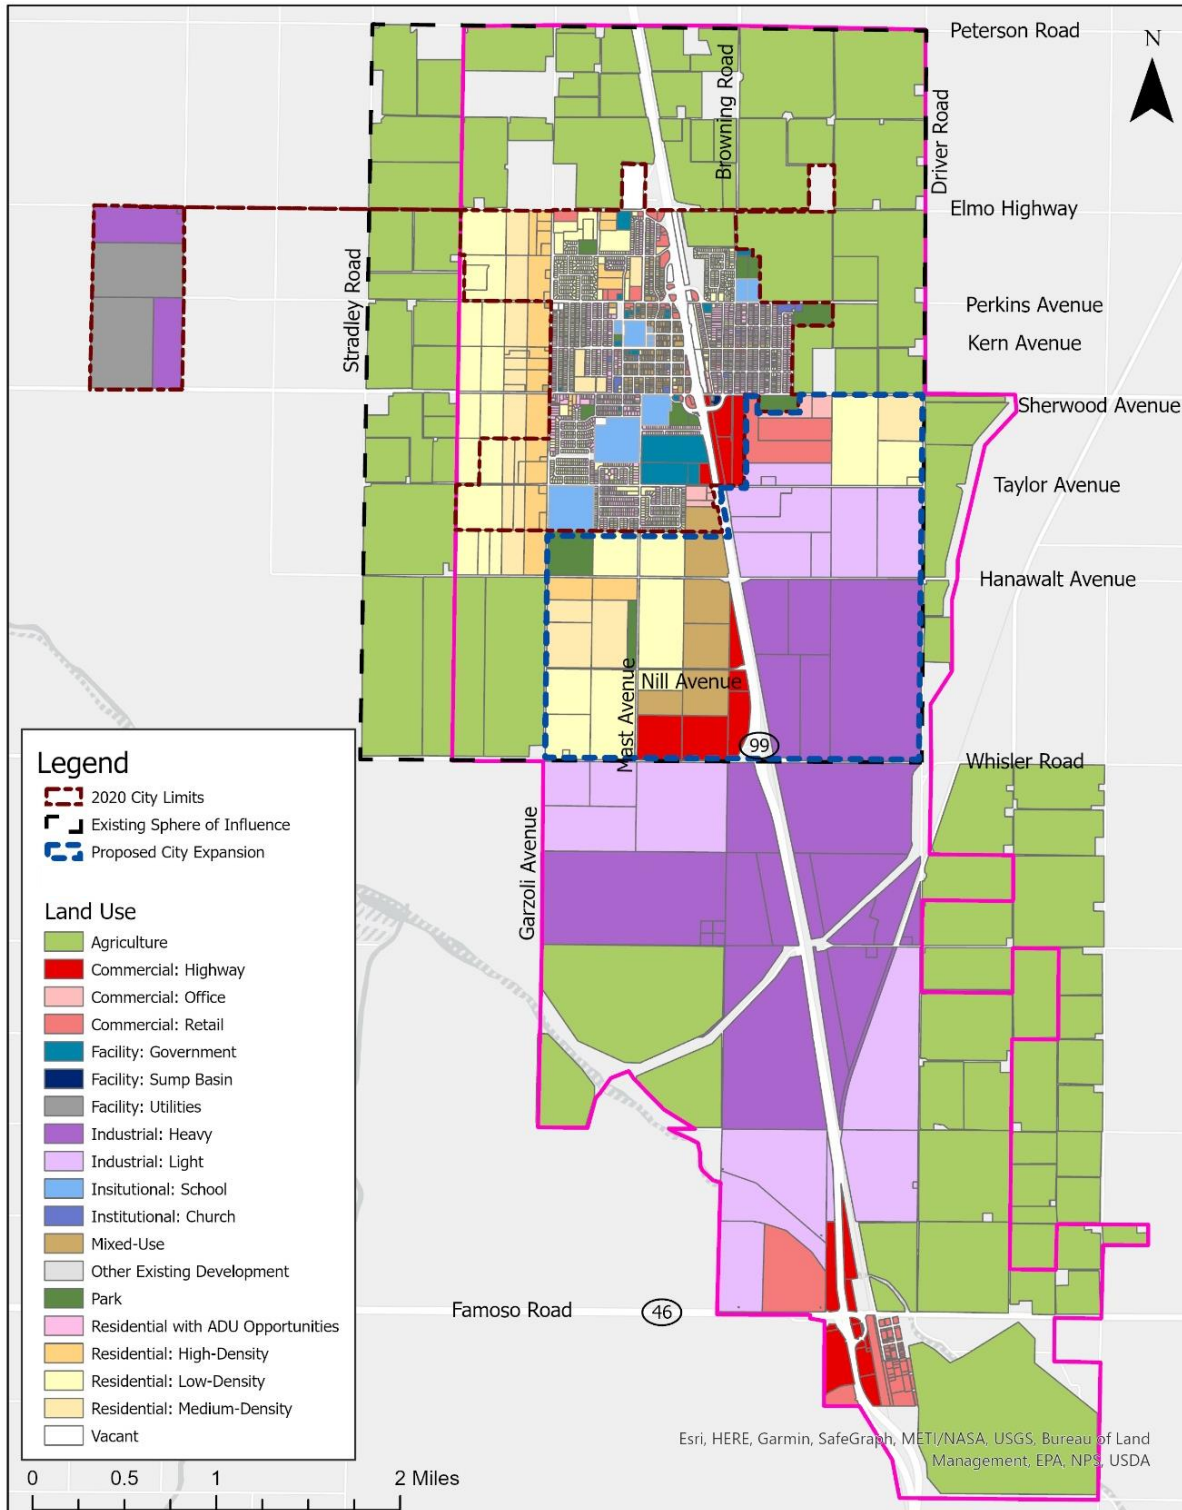 Peterson Road
N
Browning Road
Driver Road
Elmo Highway
Stradley Road
Perkins Avenue
Kern Avenue
Sherwood Avenue
Taylor Avenue
Hanawalt Avenue
Mast Avenue
Nill Avenue
99
Whisler Road
Garzoli Avenue
Famoso Road
46
Legend
2020 City Limits
Existing Sphere of Influence
Proposed City Expansion
Land Use
Agriculture
Commercial: Highway
Commercial: Office
Commercial: Retail
Facility: Government
Facility: Sump Basin
Facility: Utilities
Industrial: Heavy
Industrial: Light
Insitutional: School
Institutional: Church
Mixed-Use
Other Existing Development
Park
Residential with ADU Opportunities
Residential: High-Density
Residential: Low-Density
Residential: Medium-Density
Vacant
Esri, HERE, Garmin, SafeGraph, METI/NASA, USGS, Bureau of Land
Management, EPA, NPS, USDA
0 0.5 1 2 Miles